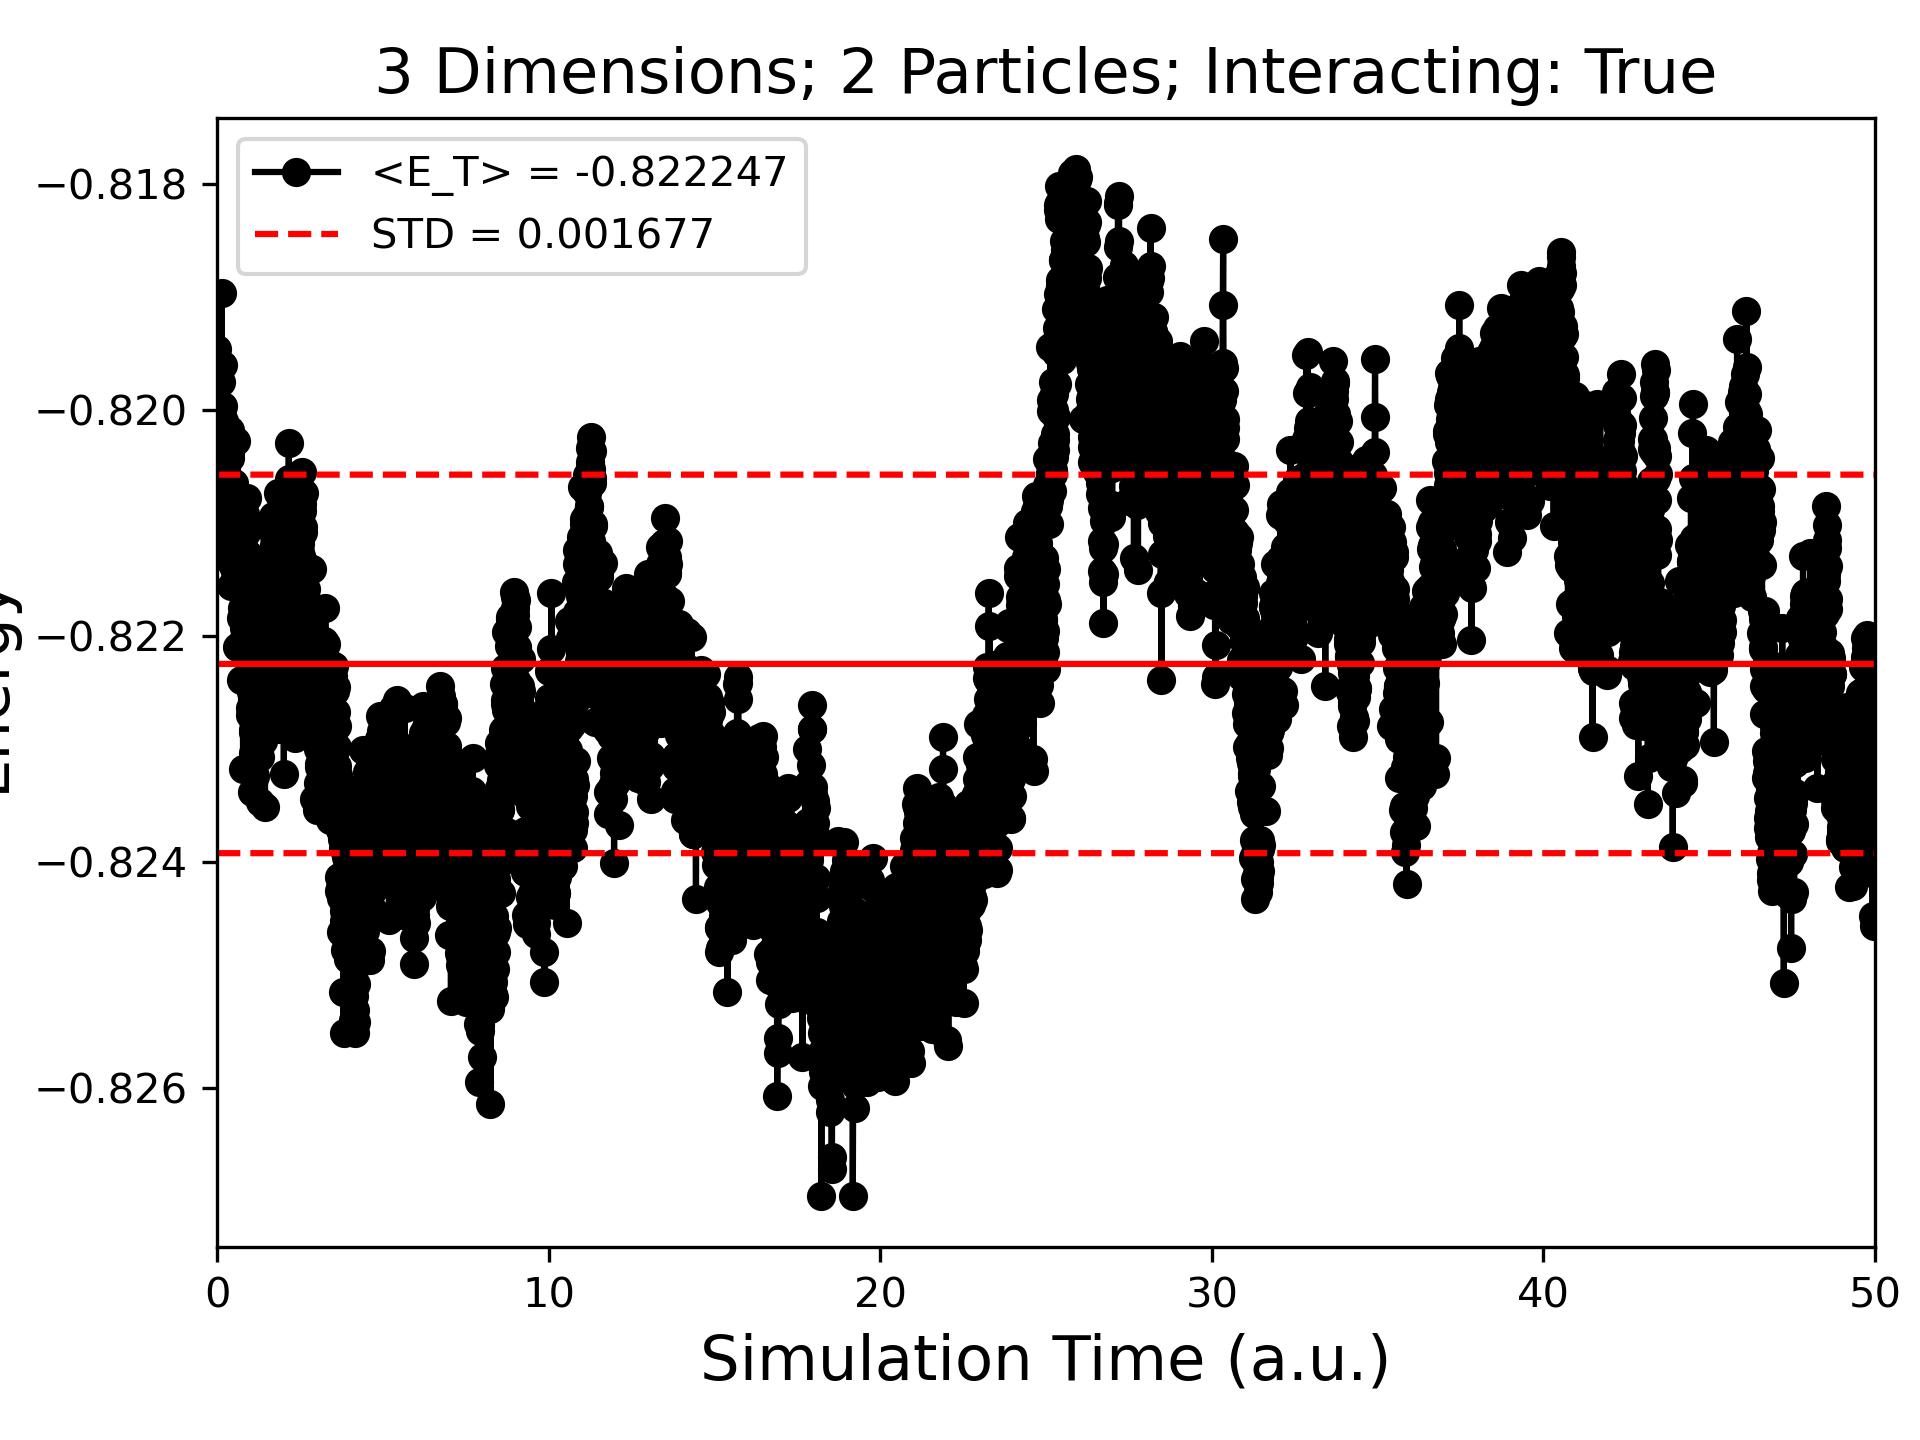 3 Dimensions; 2 Particles; Interacting: True
<E_T> = -0.822247
STD = 0.001677
−0.818
−0.820
−0.822
−0.824
−0.826
Energy
0 10 20 30 40 50
Simulation Time (a.u.)